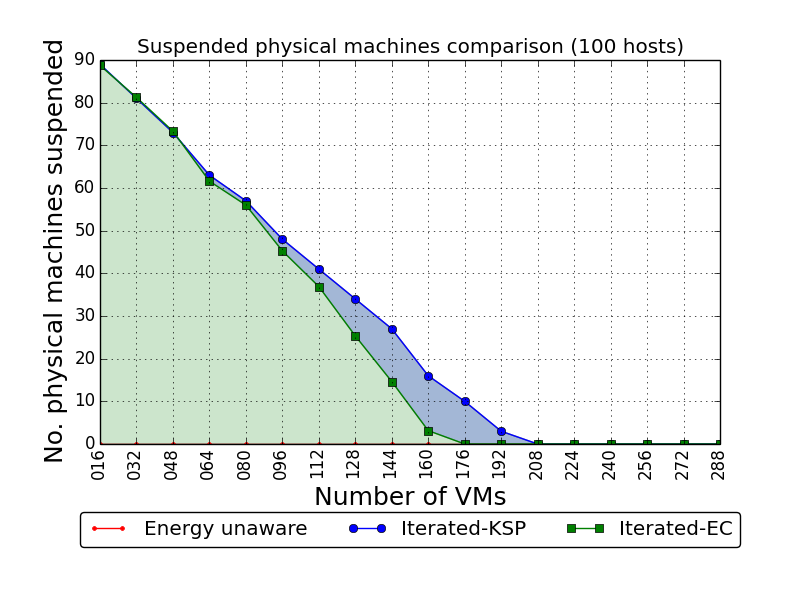 Suspended physical machines comparison (100 hosts)
No. physical machines suspended
90
80
70
60
50
40
30
20
10
0
016 032 048 064 080 096 112 128 144 160 176 192 208 224 240 256 272 288
Number of VMs
Energy unaware Iterated-KSP Iterated-EC